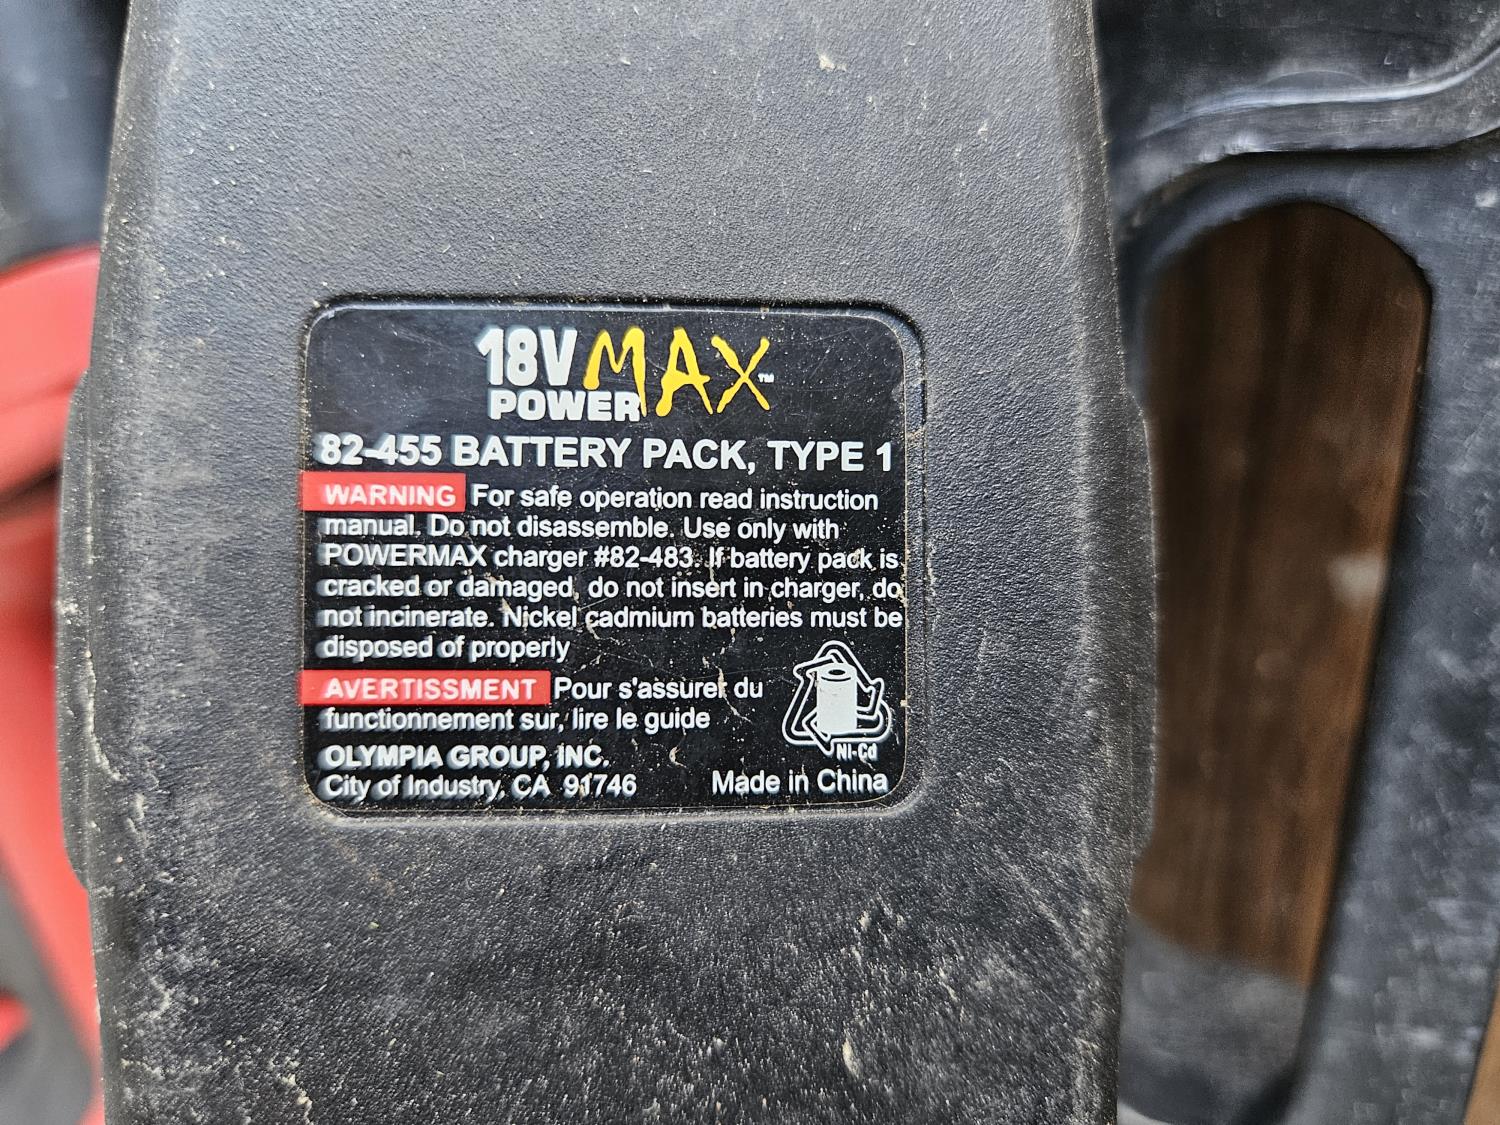 18V MAX™
POWER
82-455 BATTERY PACK, TYPE 1
WARNING For safe operation read instruction
manual. Do not disassemble. Use only with
POWERMAX charger #82-483. If battery pack is
cracked or damaged, do not insert in charger, do
not incinerate. Nickel cadmium batteries must be
disposed of properly
AVERTISSMENT Pour s'assurer du
functionnement sur, lire le guide
Ni-Cd
OLYMPIA GROUP, INC.
City of Industry, CA 91746 Made in China